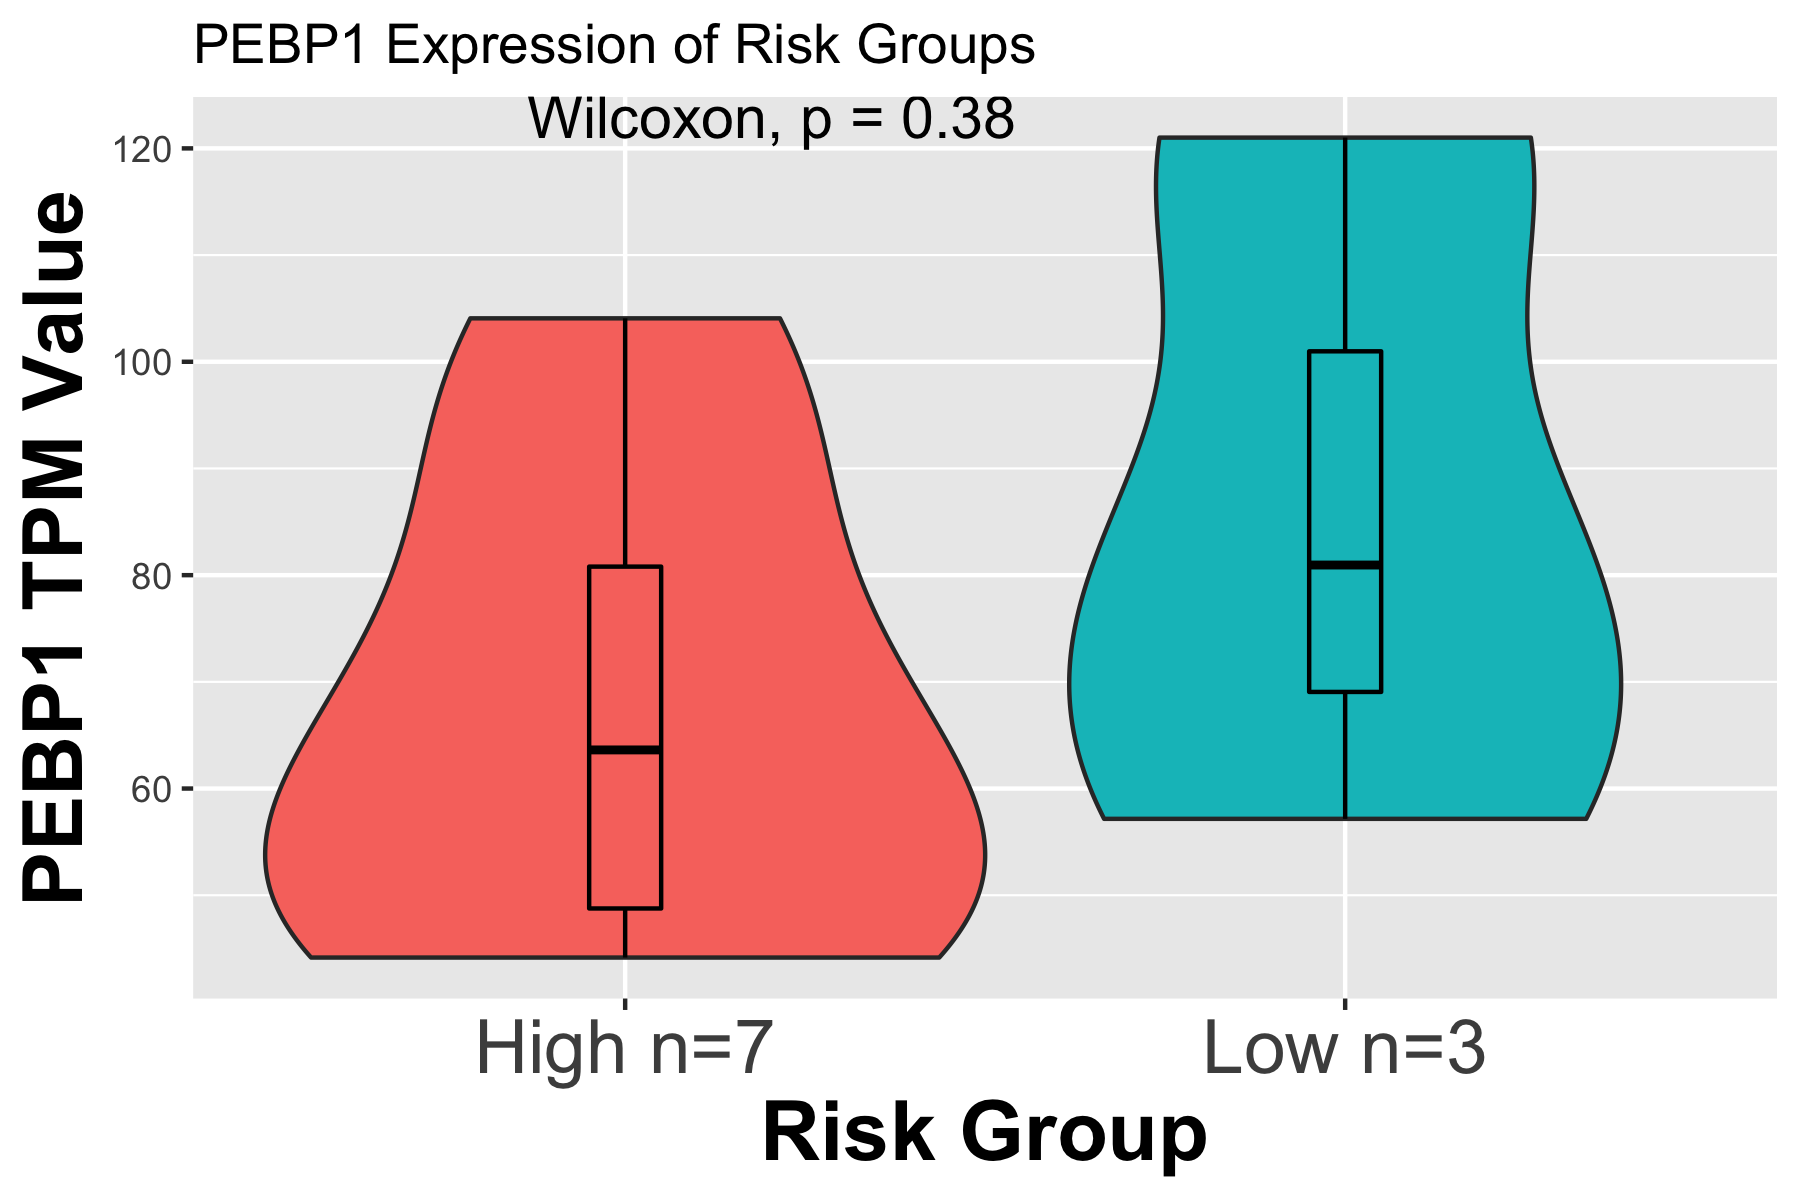 PEBP1 Expression of Risk Groups
Wilcoxon, p = 0.38
PEBP1 TPM Value
120
100
80
60
High n=7
Low n=3
Risk Group